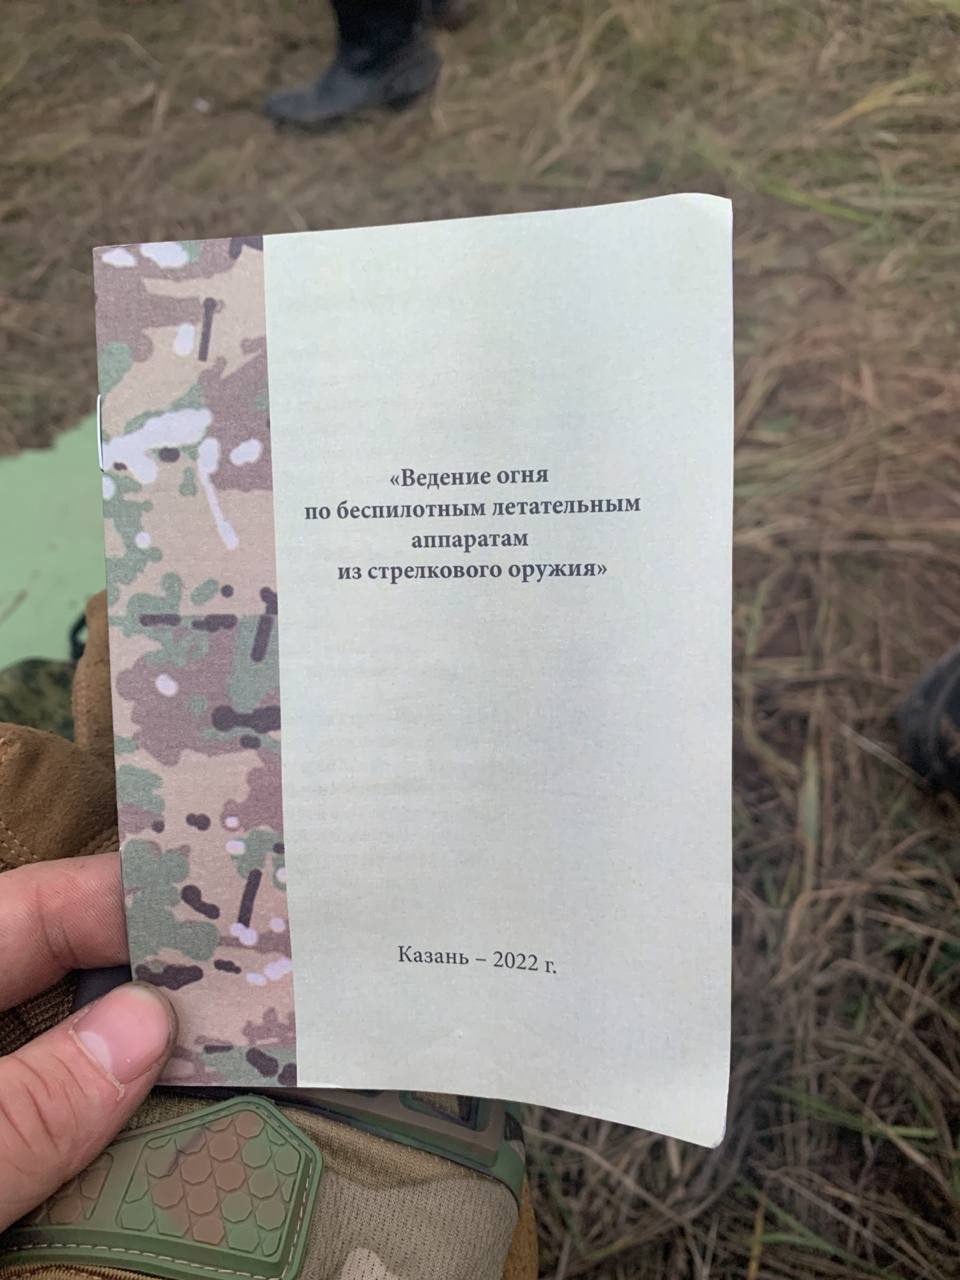 «Ведение огня
по беспилотным летательным
аппаратам
из стрелкового оружия»
Казань – 2022 г.